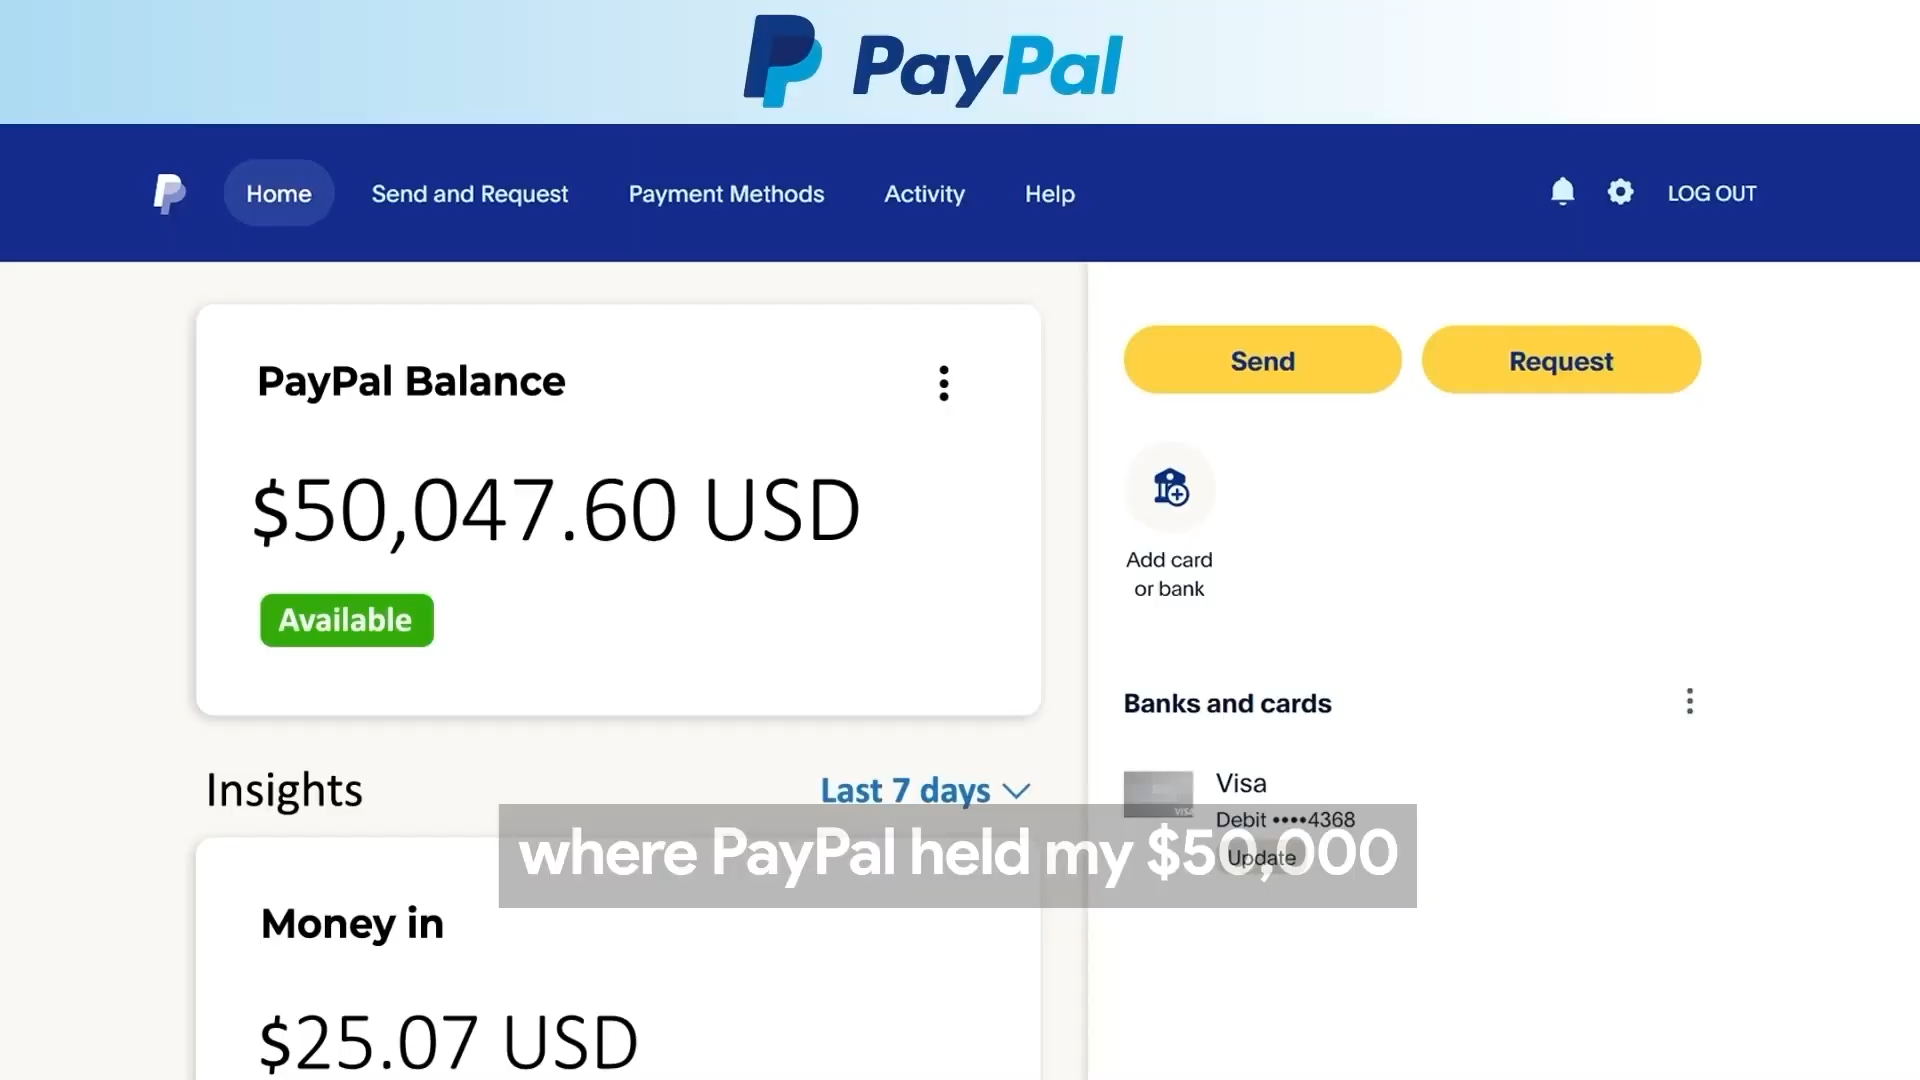 PayPal
Home
Send and Request
Payment Methods
Activity
Help
LOG OUT
PayPal Balance
$50,047.60 USD
Available
Insights
Last 7 days
Money in
$25.07 USD
Send
Request
Add card
or bank
Banks and cards
VISA
Visa
Debit ••••4368
Update
where PayPal held my $50,000